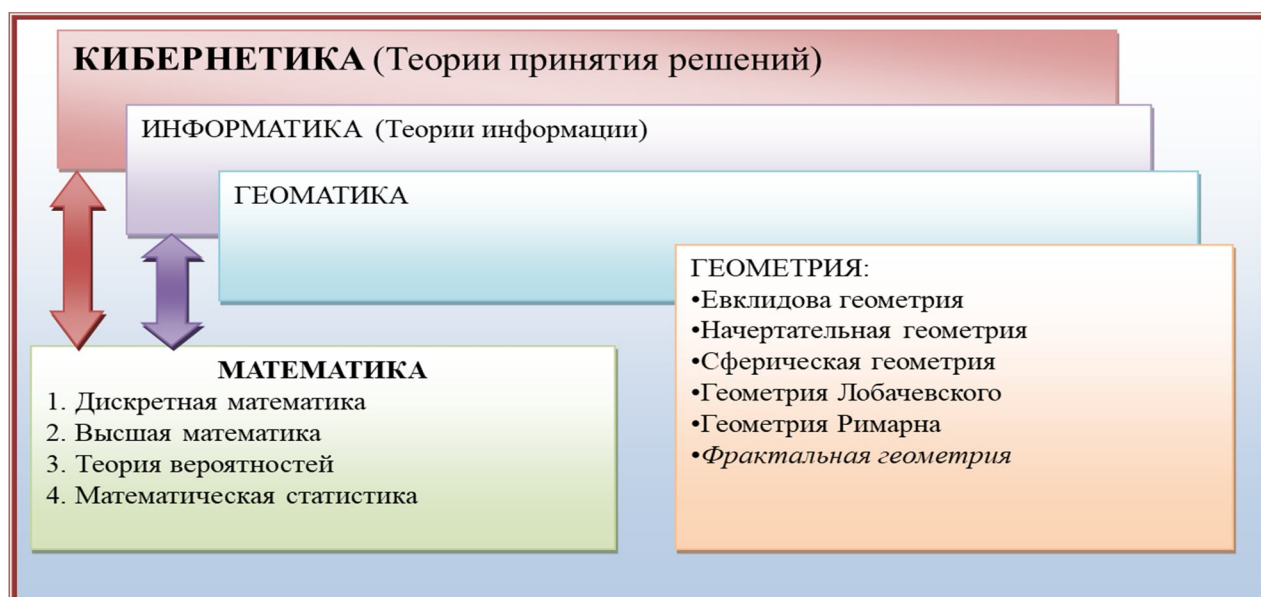 КИБЕРНЕТИКА (Теории принятия решений)
ИНФОРМАТИКА (Теории информации)
ГЕОМАТИКА
ГЕОМЕТРИЯ:
•Евклидова геометрия
•Начертательная геометрия
•Сферическая геометрия
•Геометрия Лобачевского
•Геометрия Римарна
•Фрактальная геометрия
МАТЕМАТИКА
1. Дискретная математика
2. Высшая математика
3. Теория вероятностей
4. Математическая статистика